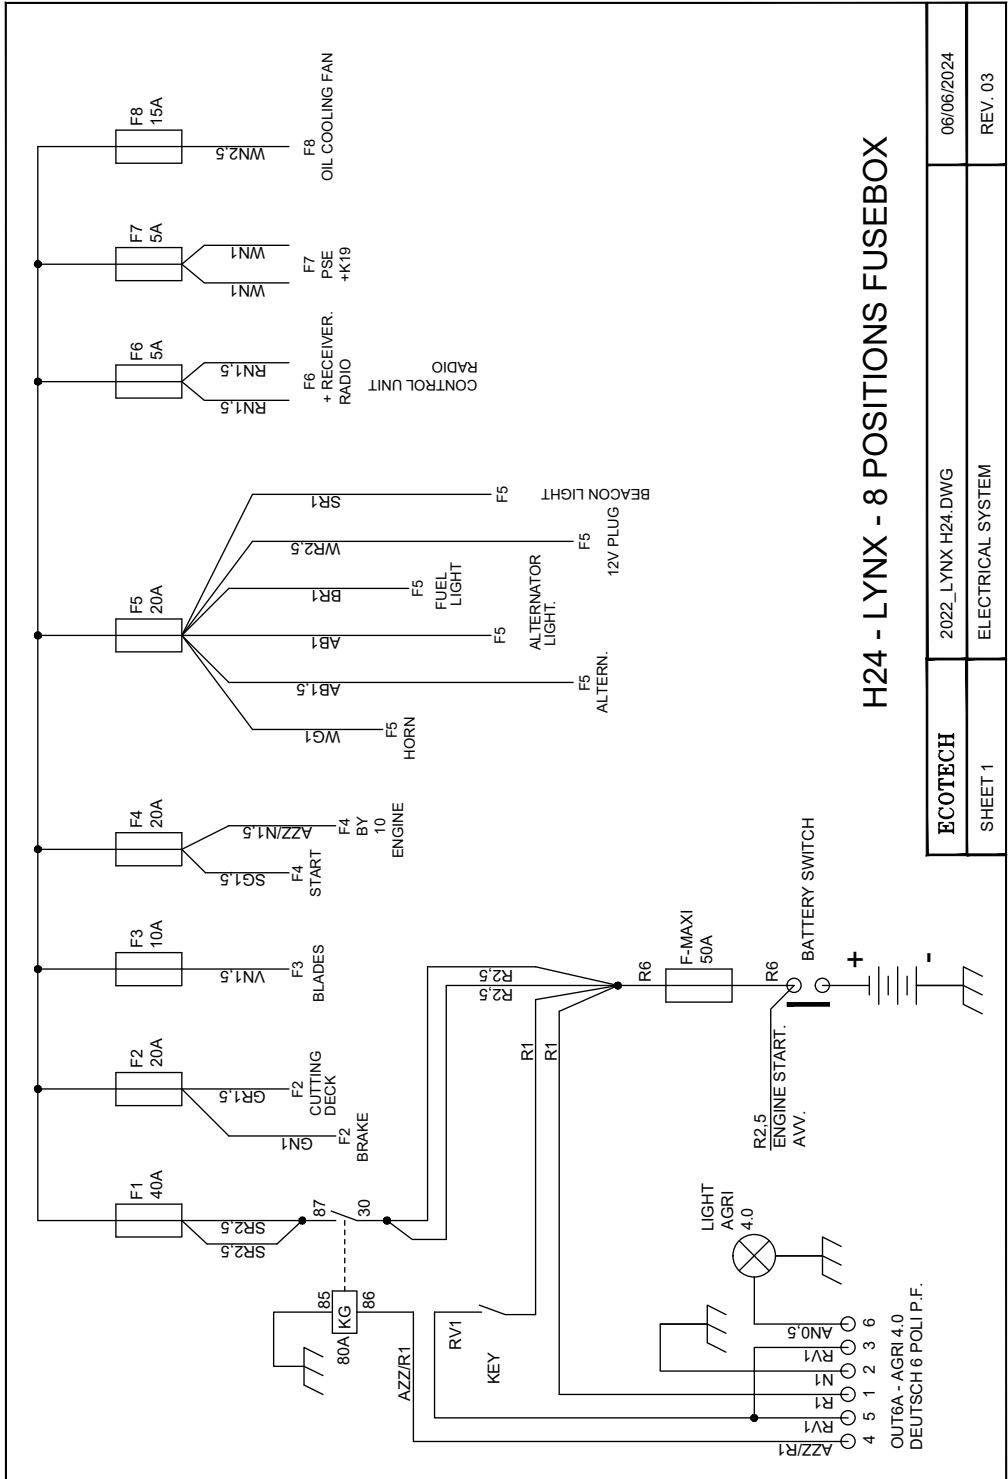 F1
40A
SR2,5
SR2,5
87
30
85
KG
86
80A
AZZ/R1
F2
20A
GR1,5
GN1
F2
CUTTING
DECK
F2
BRAKE
F3
10A
VN1,5
F3
BLADES
F4
20A
SG1,5
AZZ/N1,5
F4
START
F4
BY
10
ENGINE
F5
20A
WG1
AB1,5
AB1
BR1
WR2,5
SR1
F5
HORN
F5
ALTERN.
F5
ALTERNATOR
LIGHT.
F5
FUEL
LIGHT
F5
12V PLUG
F5
BEACON LIGHT
F6
5A
RN1,5
RN1,5
F6
+ RECEIVER.
RADIO
CONTROL UNIT
RADIO
F7
5A
WN1
WN1
F7
PSE
+K19
F8
15A
WN2,5
F8
OIL COOLING FAN
R2,5
R2,5
R1
R1
RV1
KEY
R6
F-MAXI
50A
R6
BATTERY SWITCH
+
-
R2,5
ENGINE START.
AVV.
LIGHT
AGRI
4.0
AZZ/R1
RV1
R1
N1
RV1
AN0,5
4
5
1
2
3
6
OUT6A - AGRI 4.0
DEUTSCH 6 POLI P.F.
H24 - LYNX - 8 POSITIONS FUSEBOX
ECOTECH
2022_LYNX H24.DWG
06/06/2024
SHEET 1
ELECTRICAL SYSTEM
REV. 03